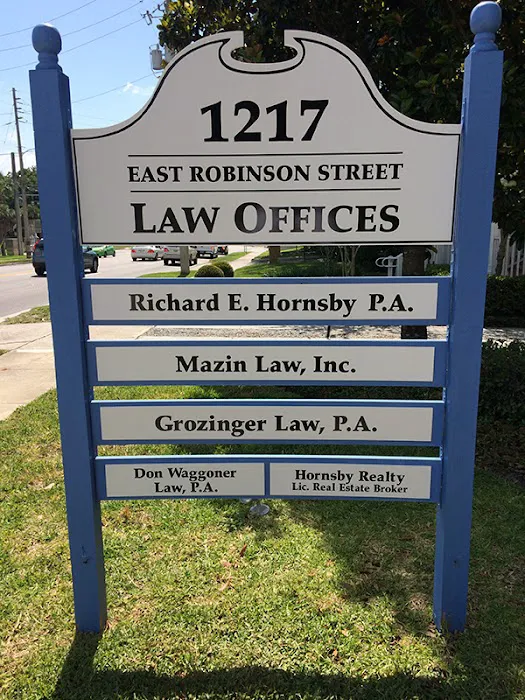 1217
EAST ROBINSON STREET
LAW OFFICES
Richard E. Hornsby P.A.
Mazin Law, Inc.
Grozinger Law, P.A.
Don Waggoner
Law, P.A.
Hornsby Realty
Lic. Real Estate Broker